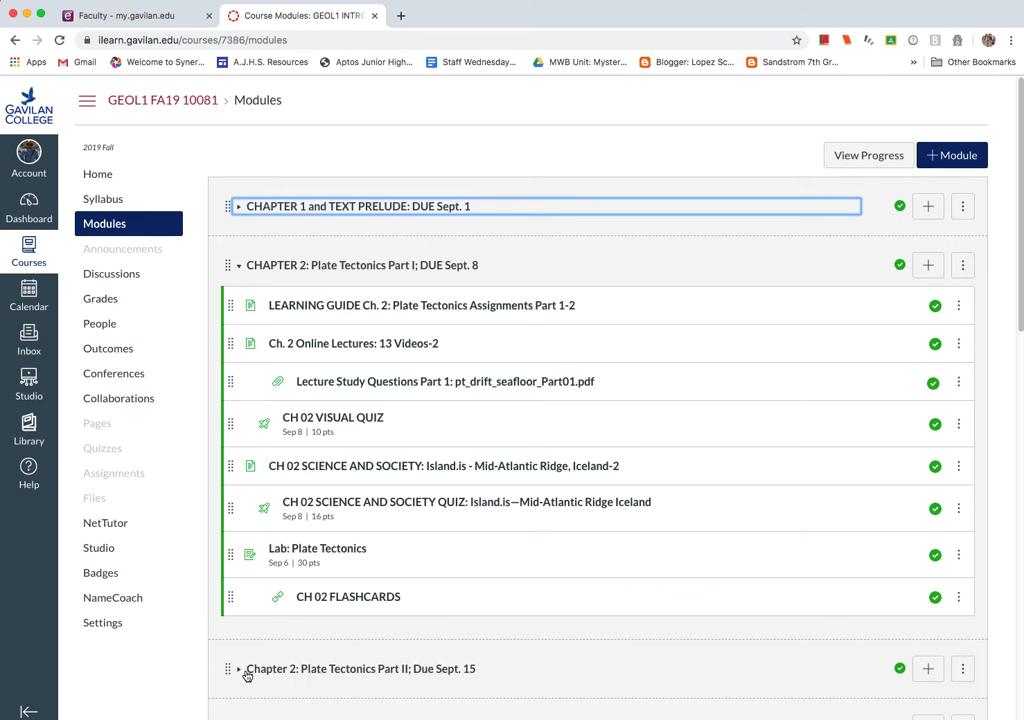 Faculty - my.gavilan.edu
Course Modules: GEOL1 INTRO
ilearn.gavilan.edu/courses/7386/modules
Apps
Gmail
Welcome to Syner...
A.J.H.S. Resources
Aptos Junior High...
Staff Wednesday...
MWB Unit: Myster...
Blogger: Lopez Sc...
Sandstrom 7th Gr...
»
Other Bookmarks
GAVILAN
COLLEGE
Account
Dashboard
Courses
Calendar
Inbox
Studio
Library
Help
GEOL1 FA19 10081 › Modules
2019 Fall
Home
Syllabus
Modules
Announcements
Discussions
Grades
People
Outcomes
Conferences
Collaborations
Pages
Quizzes
Assignments
Files
NetTutor
Studio
Badges
NameCoach
Settings
View Progress
+ Module
CHAPTER 1 and TEXT PRELUDE: DUE Sept. 1
CHAPTER 2: Plate Tectonics Part I; DUE Sept. 8
LEARNING GUIDE Ch. 2: Plate Tectonics Assignments Part 1-2
Ch. 2 Online Lectures: 13 Videos-2
Lecture Study Questions Part 1: pt_drift_seafloor_Part01.pdf
CH 02 VISUAL QUIZ
Sep 8 | 10 pts
CH 02 SCIENCE AND SOCIETY: Island.is - Mid-Atlantic Ridge, Iceland-2
CH 02 SCIENCE AND SOCIETY QUIZ: Island.is—Mid-Atlantic Ridge Iceland
Sep 8 | 16 pts
Lab: Plate Tectonics
Sep 6 | 30 pts
CH 02 FLASHCARDS
Chapter 2: Plate Tectonics Part II; Due Sept. 15